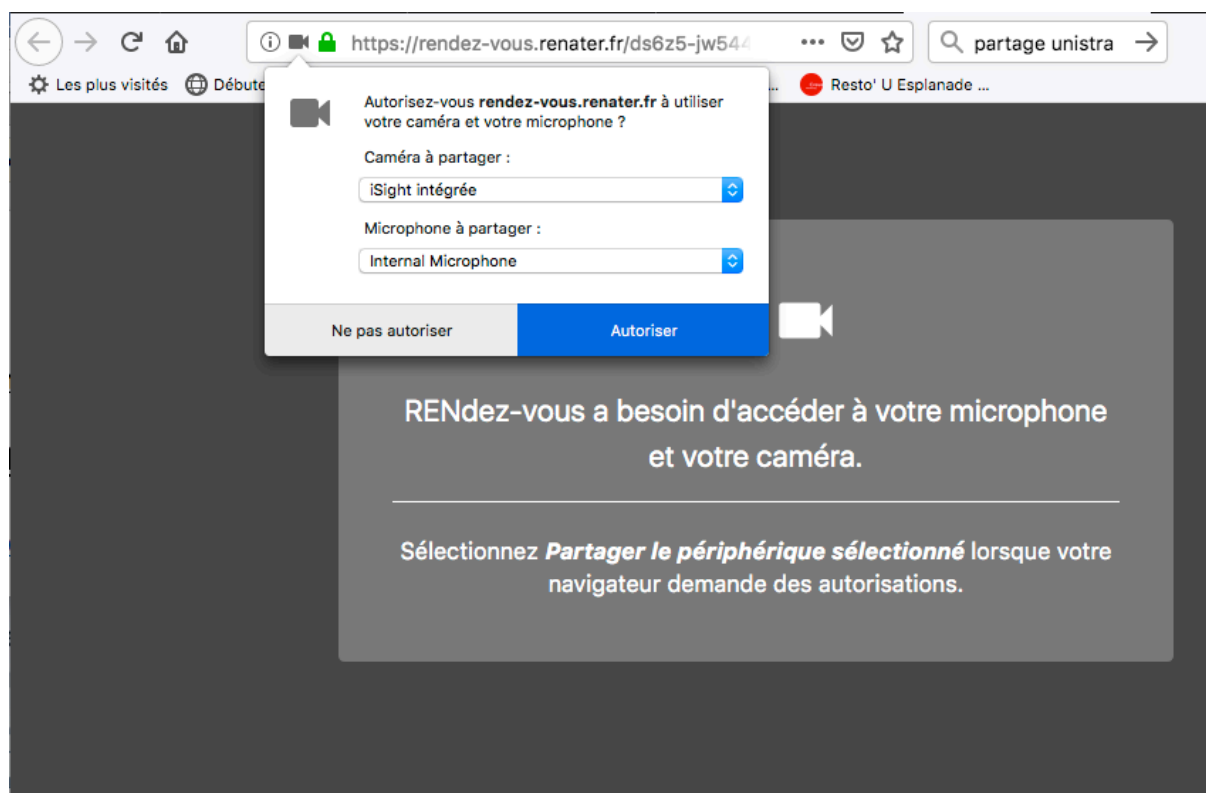 https://rendez-vous.renater.fr/ds6z5-jw544
partage unistra
Les plus visités
Débute
...
Resto' U Esplanade ...
Autorisez-vous rendez-vous.renater.fr à utiliser
votre caméra et votre microphone ?
Caméra à partager :
iSight intégrée
Microphone à partager :
Internal Microphone
Ne pas autoriser
Autoriser
RENdez-vous a besoin d'accéder à votre microphone
et votre caméra.
Sélectionnez Partager le périphérique sélectionné lorsque votre
navigateur demande des autorisations.